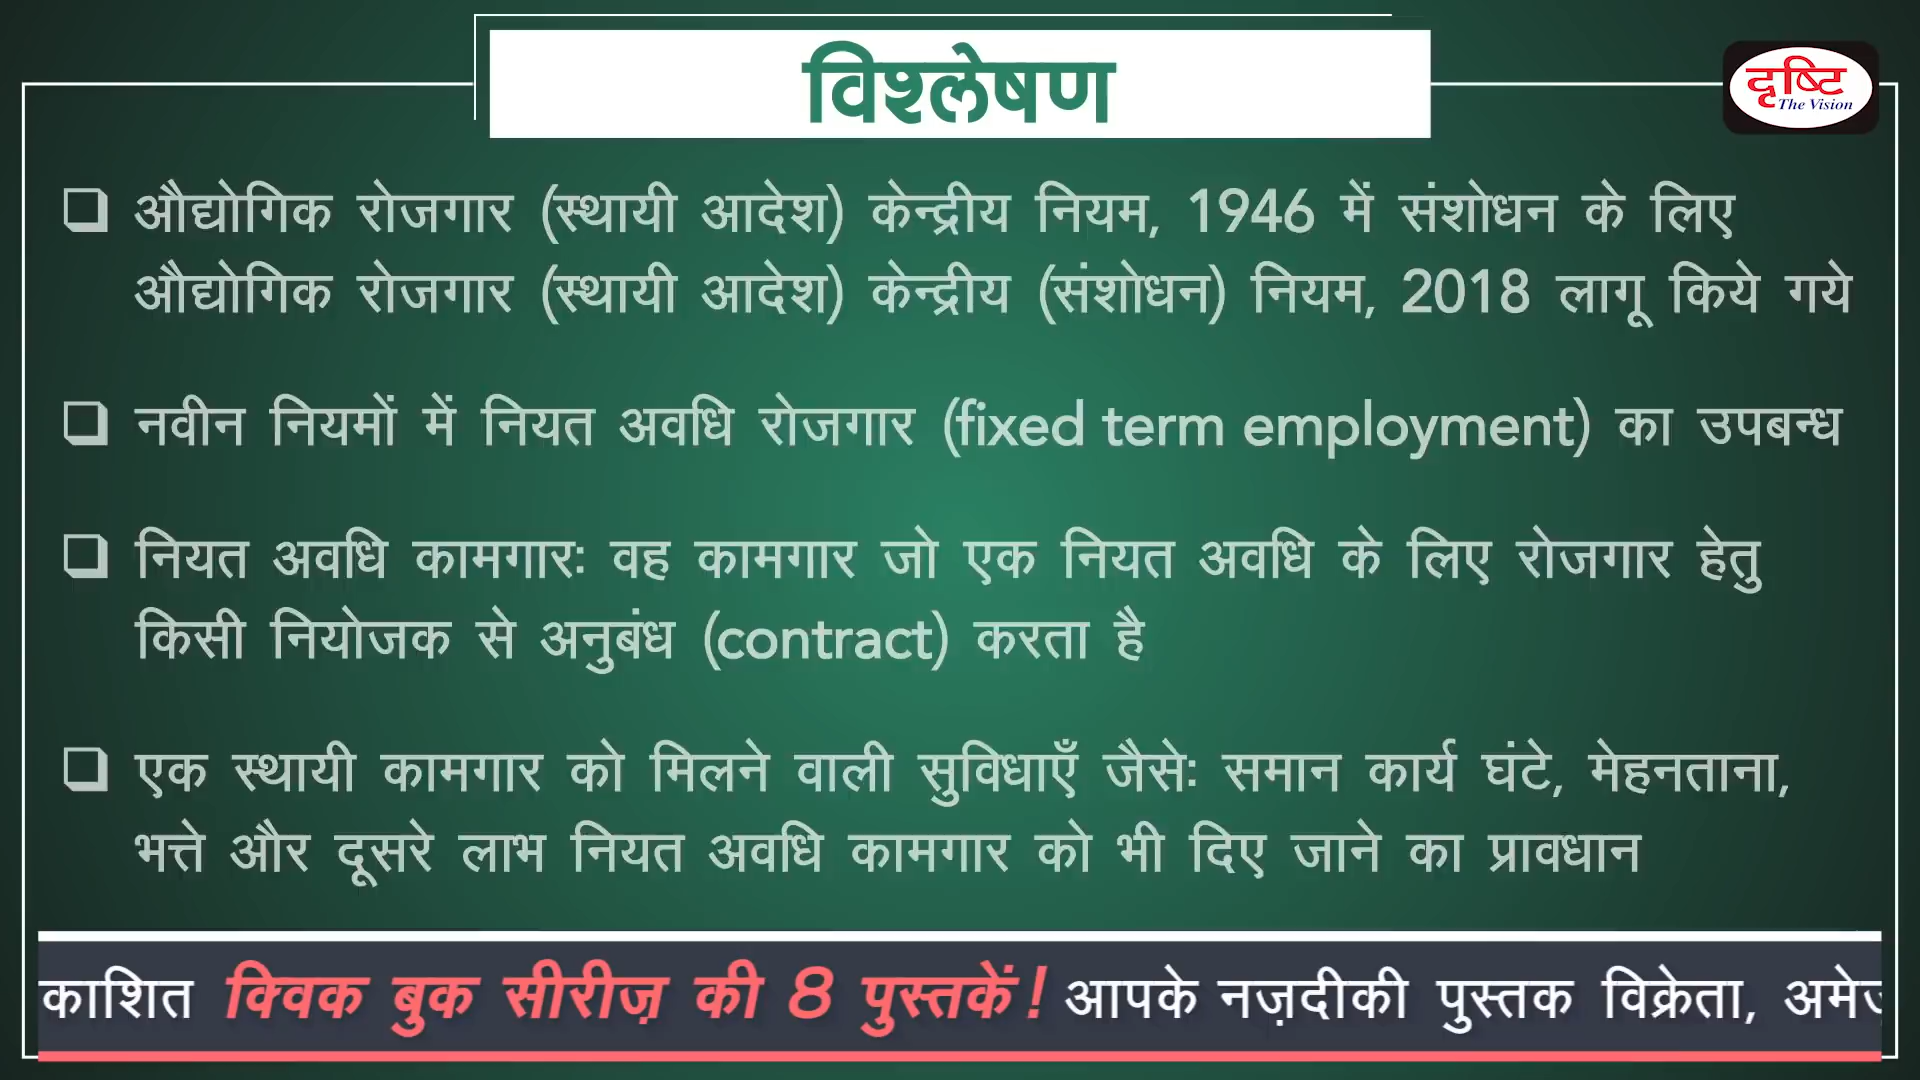 विश्लेषण
दृष्टि
The Vision
❑ औद्योगिक रोजगार (स्थायी आदेश) केन्द्रीय नियम, 1946 में संशोधन के लिए
औद्योगिक रोजगार (स्थायी आदेश) केन्द्रीय (संशोधन) नियम, 2018 लागू किये गये
❑ नवीन नियमों में नियत अवधि रोजगार (fixed term employment) का उपबन्ध
❑ नियत अवधि कामगारः वह कामगार जो एक नियत अवधि के लिए रोजगार हेतु
किसी नियोजक से अनुबंध (contract) करता है
❑ एक स्थायी कामगार को मिलने वाली सुविधाएँ जैसेः समान कार्य घंटे, मेहनताना,
भत्ते और दूसरे लाभ नियत अवधि कामगार को भी दिए जाने का प्रावधान
काशित क्विक बुक सीरीज़ की 8 पुस्तकें! आपके नज़दीकी पुस्तक विक्रेता,